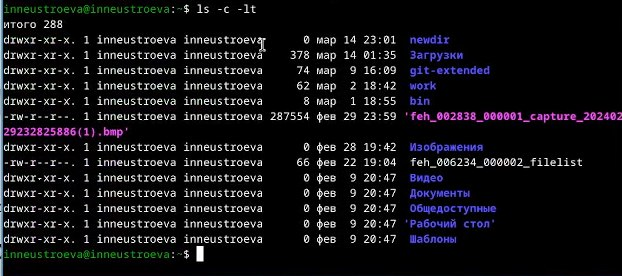 inneustroeva@inneustroeva:~$ ls -c -lt
итого 288
drwxr-xr-x. 1 inneustroeva inneustroeva 0 мар 14 23:01 newdir
drwxr-xr-x. 1 inneustroeva inneustroeva 378 мар 14 01:35 Загрузки
drwxr-xr-x. 1 inneustroeva inneustroeva 74 мар 9 16:09 git-extended
drwxr-xr-x. 1 inneustroeva inneustroeva 62 мар 2 18:42 work
drwxr-xr-x. 1 inneustroeva inneustroeva 8 мар 1 18:55 bin
-rw-r--r--. 1 inneustroeva inneustroeva 287554 фев 29 23:59 'feh_002838_000001_capture_202402
29232825886(1).bmp'
drwxr-xr-x. 1 inneustroeva inneustroeva 0 фев 28 19:42 Изображения
-rw-r--r--. 1 inneustroeva inneustroeva 66 фев 22 19:04 feh_006234_000002_filelist
drwxr-xr-x. 1 inneustroeva inneustroeva 0 фев 9 20:47 Видео
drwxr-xr-x. 1 inneustroeva inneustroeva 0 фев 9 20:47 Документы
drwxr-xr-x. 1 inneustroeva inneustroeva 0 фев 9 20:47 Общедоступные
drwxr-xr-x. 1 inneustroeva inneustroeva 0 фев 9 20:47 'Рабочий стол'
drwxr-xr-x. 1 inneustroeva inneustroeva 0 фев 9 20:47 Шаблоны
inneustroeva@inneustroeva:~$